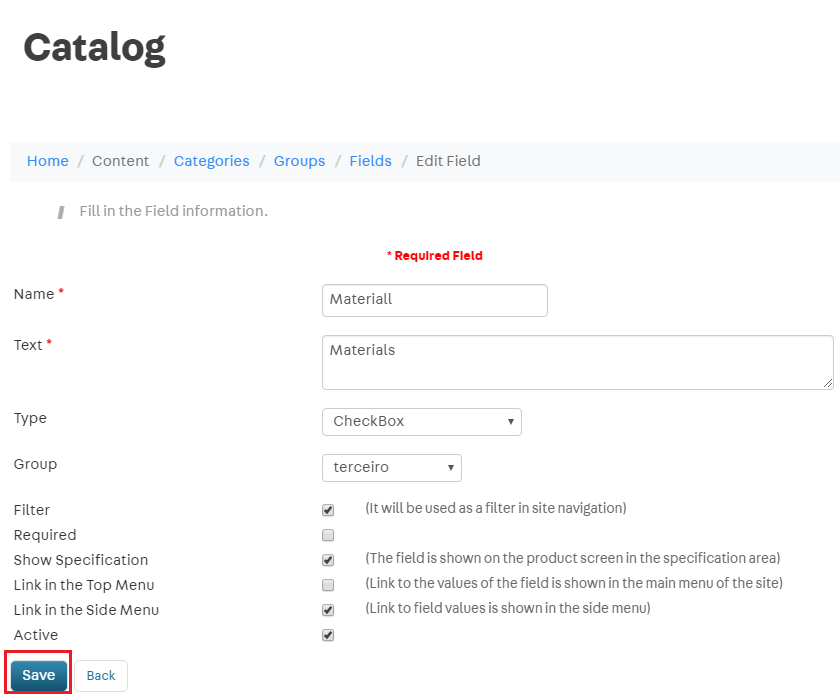 Catalog
Home / Content / Categories / Groups / Fields / Edit Field
Fill in the Field information.
* Required Field
Name * Materiall
Text * Materials
Type CheckBox
Group terceiro
Filter (It will be used as a filter in site navigation)
Required
Show Specification (The field is shown on the product screen in the specification area)
Link in the Top Menu (Link to the values of the field is shown in the main menu of the site)
Link in the Side Menu (Link to field values is shown in the side menu)
Active
Save Back